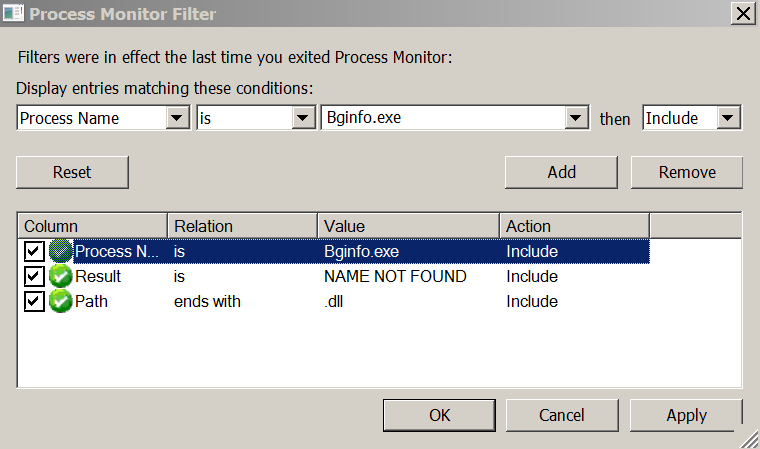 Process Monitor Filter
Filters were in effect the last time you exited Process Monitor:
Display entries matching these conditions:
Process Name is Bginfo.exe then Include
Reset Add Remove
Column Relation Value Action
Process N... is Bginfo.exe Include
Result is NAME NOT FOUND Include
Path ends with .dll Include
OK Cancel Apply